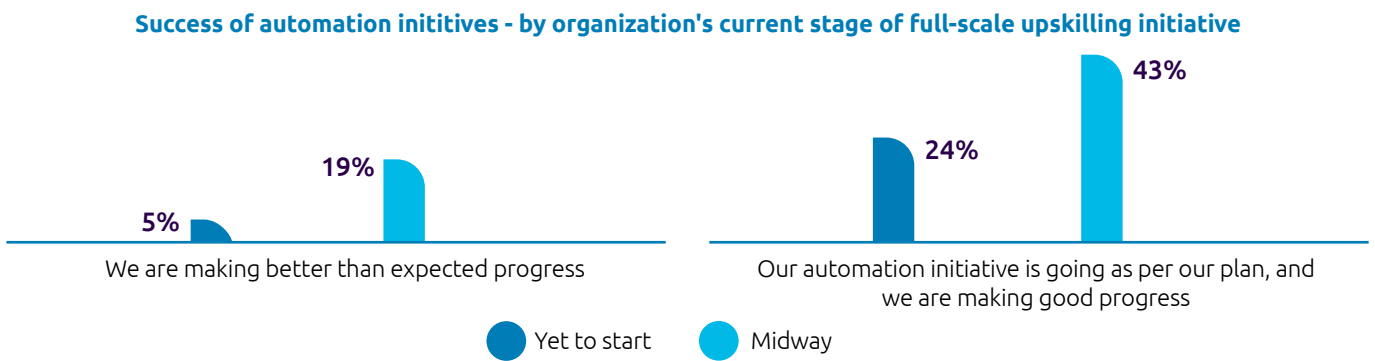 Success of automation inititives - by organization's current stage of full-scale upskilling initiative
5%
19%
24%
43%
We are making better than expected progress
Our automation initiative is going as per our plan, and
we are making good progress
Yet to start
Midway